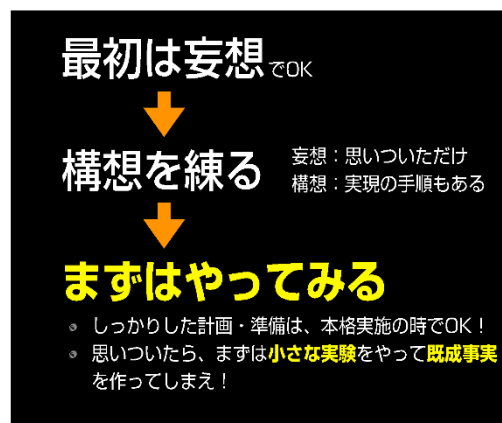 最初は妄想でOK
構想を練る
妄想：思いついただけ
構想：実現の手順もある
まずはやってみる
しっかりした計画・準備は、本格実施の時でOK！
思いついたら、まずは小さな実験をやって既成事実
を作ってしまえ！